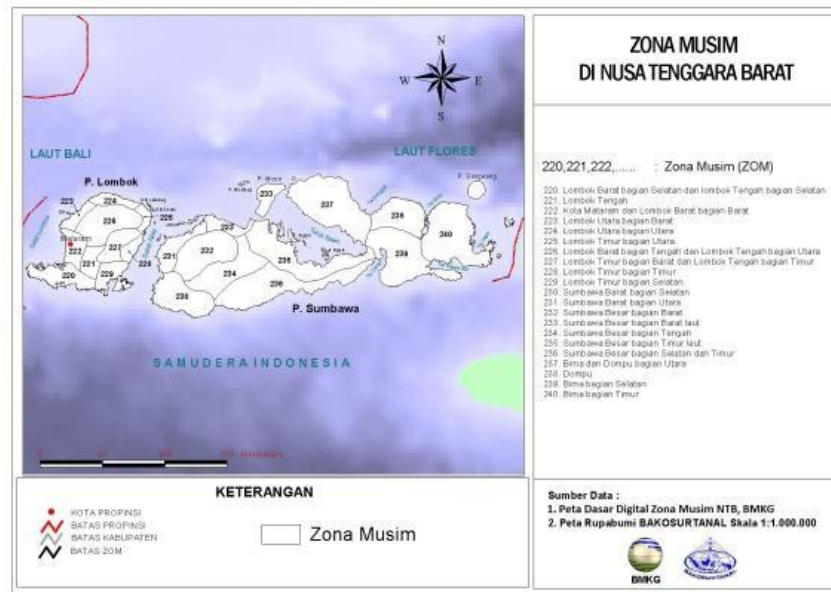 ZONA MUSIM
DI NUSA TENGGARA BARAT
N
W E
S
LAUT BALI
LAUT FLORES
P. Lombok
P. Sumbawa
SAMUDERA INDONESIA
223
224
225
226
222
221
227
228
220
229
233
233
231
232
235
234
236
230
237
238
239
240
220,221,222,...... : Zona Musim (ZOM)
220. Lombok Barat bagian Selatan dan lombok Tengah bagian Selatan
221. Lombok Tengah
222. Kota Mataram dan Lombok Barat bagian Barat
223. Lombok Utara bagian Barat
224. Lombok Utara bagian Utara
225. Lombok Timur bagian Utara
226. Lombok Barat bagian Tengah dan Lombok Tengah bagian Utara
227. Lombok Timur bagian Barat dan Lombok Tengah bagian Timur
228. Lombok Timur bagian Timur
229. Lombok Timur bagian Selatan
230. Sumbawa Barat bagian Selatan
231. Sumbawa Barat bagian Utara
232. Sumbawa Besar bagian Barat
233. Sumbawa Besar bagian Barat laut
234. Sumbawa Besar bagian Tengah
235. Sumbawa Besar bagian Timur laut
236. Sumbawa Besar bagian Selatan dan Timur
237. Bima dan Dompu bagian Utara
238. Dompu
239. Bima bagian Selatan
240. Bima bagian Timur
KETERANGAN
KOTA PROPINSI
BATAS PROPINSI
BATAS KABUPATEN
BATAS ZOM
Zona Musim
Sumber Data :
1. Peta Dasar Digital Zona Musim NTB, BMKG
2. Peta Rupabumi BAKOSURTANAL Skala 1:1.000.000
BMKG
BAKOSURTANAL